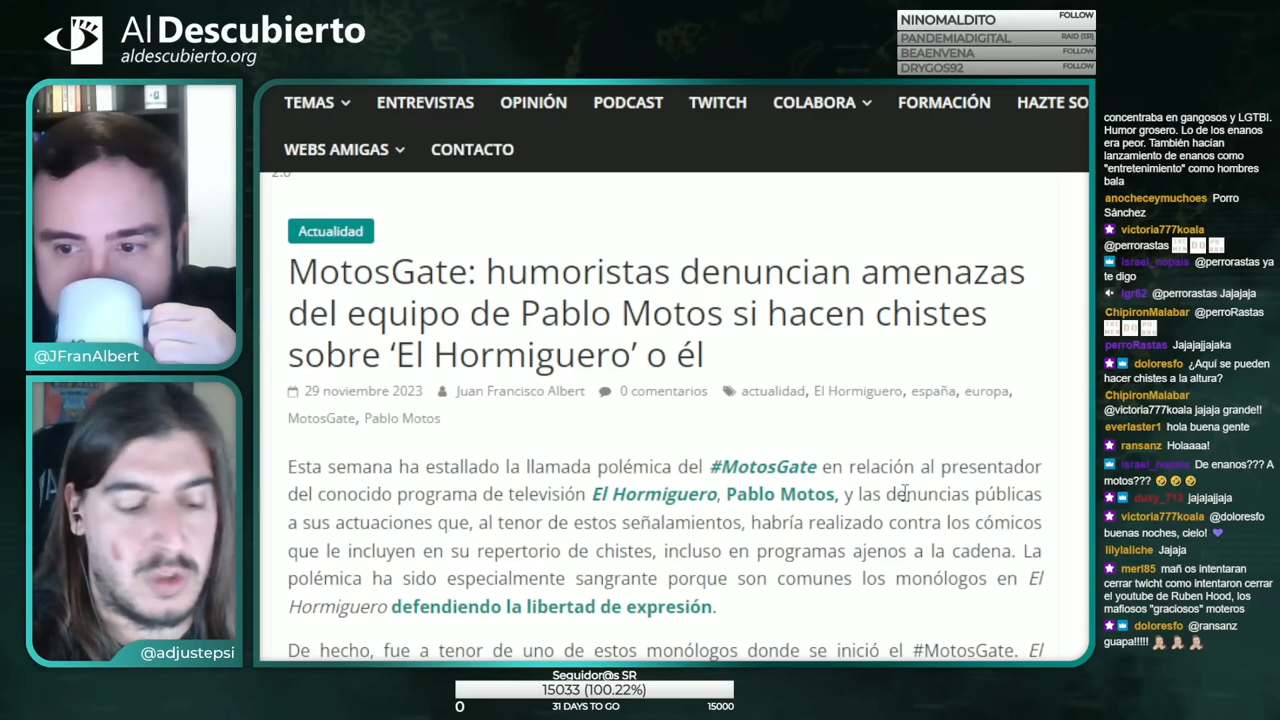 Al Descubierto
aldescubierto.org
NINOMALDITO FOLLOW
PANDEMIADIGITAL RAID (131)
BEAENVENA FOLLOW
DRYGOS92 FOLLOW
TEMAS ENTREVISTAS OPINIÓN PODCAST TWITCH COLABORA FORMACIÓN HAZTE SO
WEBS AMIGAS CONTACTO
2.0
Actualidad
MotosGate: humoristas denuncian amenazas
del equipo de Pablo Motos si hacen chistes
sobre ‘El Hormiguero’ o él
29 noviembre 2023 Juan Francisco Albert 0 comentarios actualidad, El Hormiguero, españa, europa,
MotosGate, Pablo Motos
Esta semana ha estallado la llamada polémica del #MotosGate en relación al presentador
del conocido programa de televisión El Hormiguero, Pablo Motos, y las denuncias públicas
a sus actuaciones que, al tenor de estos señalamientos, habría realizado contra los cómicos
que le incluyen en su repertorio de chistes, incluso en programas ajenos a la cadena. La
polémica ha sido especialmente sangrante porque son comunes los monólogos en El
Hormiguero defendiendo la libertad de expresión.
De hecho, fue a tenor de uno de estos monólogos donde se inició el #MotosGate. El
@JFranAlbert
@adjustepsi
concentraba en gangosos y LGTBI.
Humor grosero. Lo de los enanos
era peor. También hacían
lanzamiento de enanos como
"entretenimiento" como hombres
bala
anocheceymuchoes Porro
Sánchez
victoria777koala
@perrorastas
israel_nopais @perrorastas ya
te digo
lgr82 @perrorastas Jajajaja
ChipironMalabar @perroRastas
perroRastas Jajajajjajaka
doloresfo ¿Aquí se pueden
hacer chistes a la altura?
ChipironMalabar
@victoria777koala jajaja grande!!
everlaster1 hola buena gente
ransanz Holaaaa!
israel_nopais De enanos??? A
motos???
duxy_713 jajajajjaja
victoria777koala @doloresfo
buenas noches, cielo!
lilylaliche Jajaja
merl85 mañ os intentaran
cerrar twicht como intentaron cerrar
el youtube de Ruben Hood, los
mafiosos "graciosos" moteros
doloresfo @ransanz
guapa!!!!!
Seguidor@s SR
15033 (100.22%)
0 31 DAYS TO GO 15000